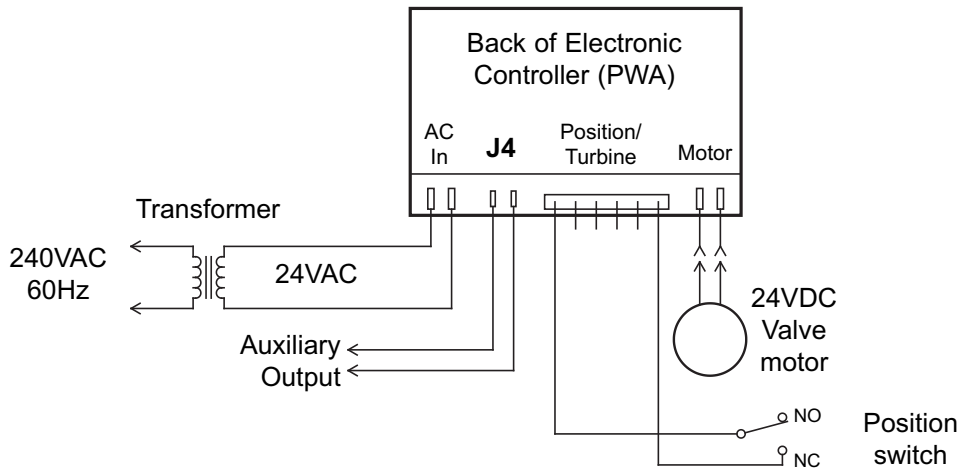 Back of Electronic
Controller (PWA)
AC
In
J4
Position/
Turbine
Motor
Transformer
240VAC
60Hz
24VAC
24VDC
Valve
motor
Auxiliary
Output
NO
NC
Position
switch